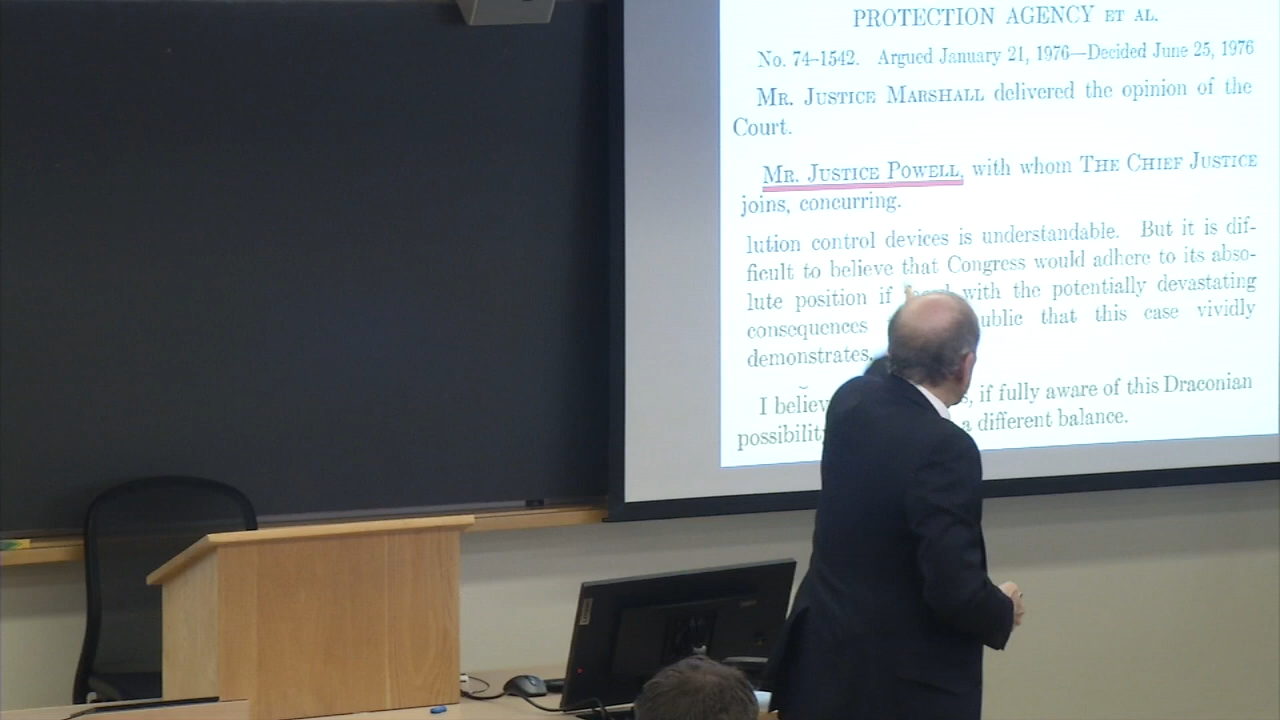 PROTECTION AGENCY ET AL.
No. 74–1542. Argued January 21, 1976—Decided June 25, 1976
MR. JUSTICE MARSHALL delivered the opinion of the
Court.
MR. JUSTICE POWELL, with whom THE CHIEF JUSTICE
joins, concurring.
lution control devices is understandable. But it is dif-
ficult to believe that Congress would adhere to its abso-
lute position if with the potentially devastating
consequences that this case vividly
demonstrates.
I if fully aware of this Draconian
a different balance.